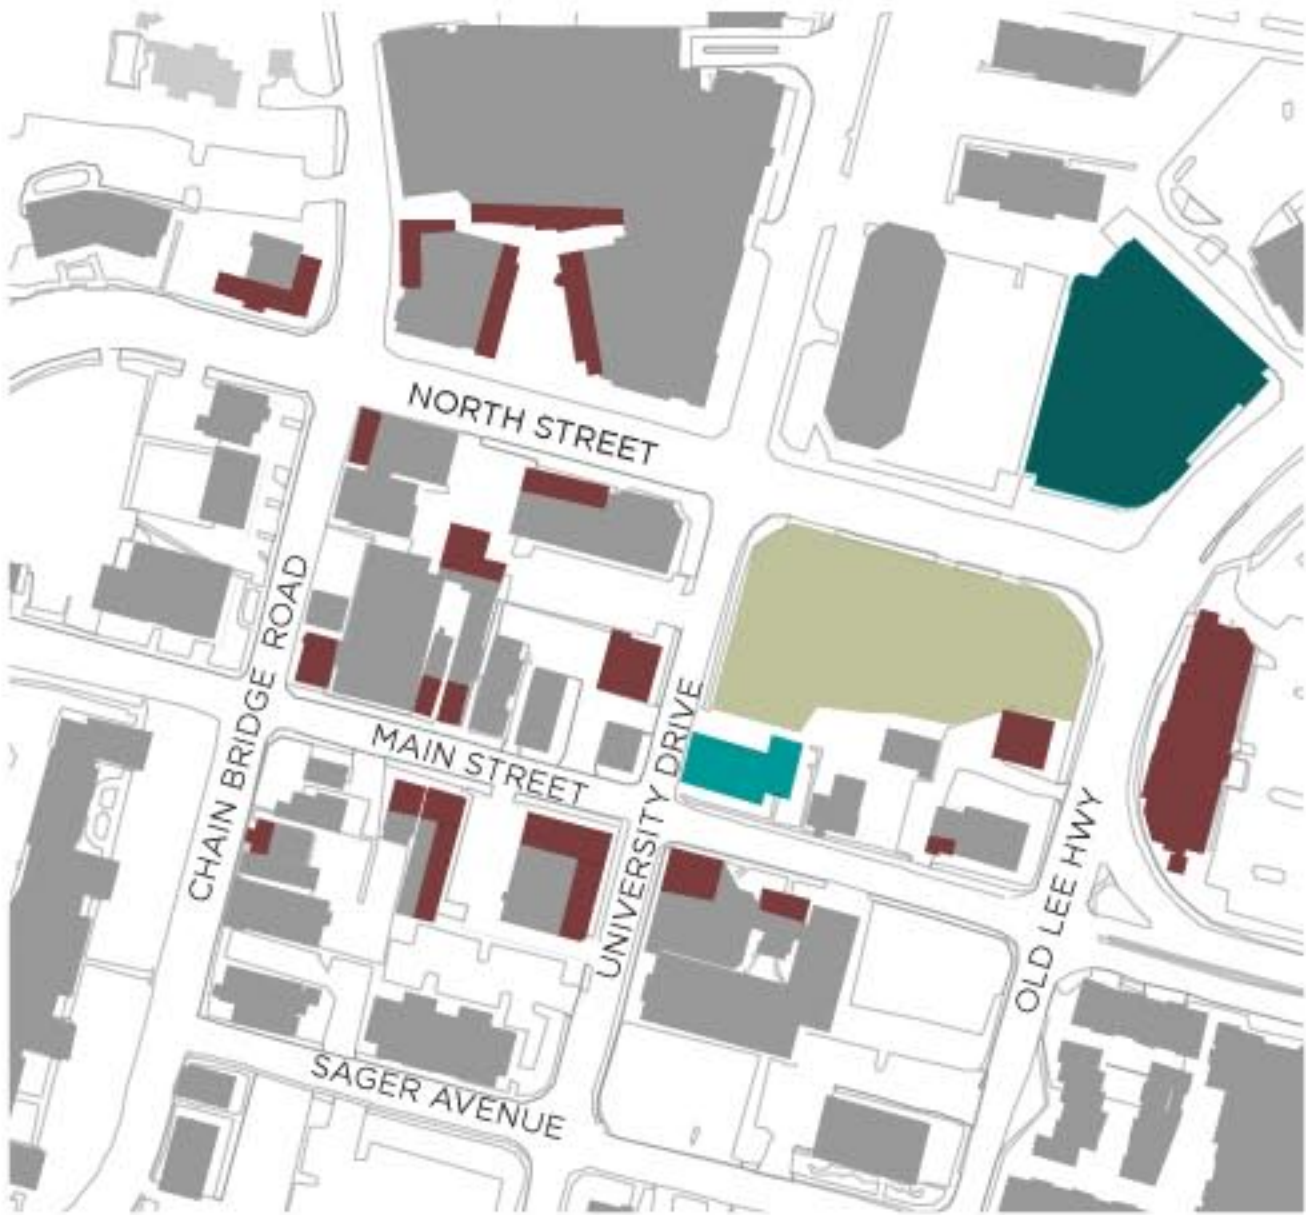 NORTH STREET
CHAIN BRIDGE ROAD
MAIN STREET
UNIVERSITY DRIVE
OLD LEE HWY
SAGER AVENUE